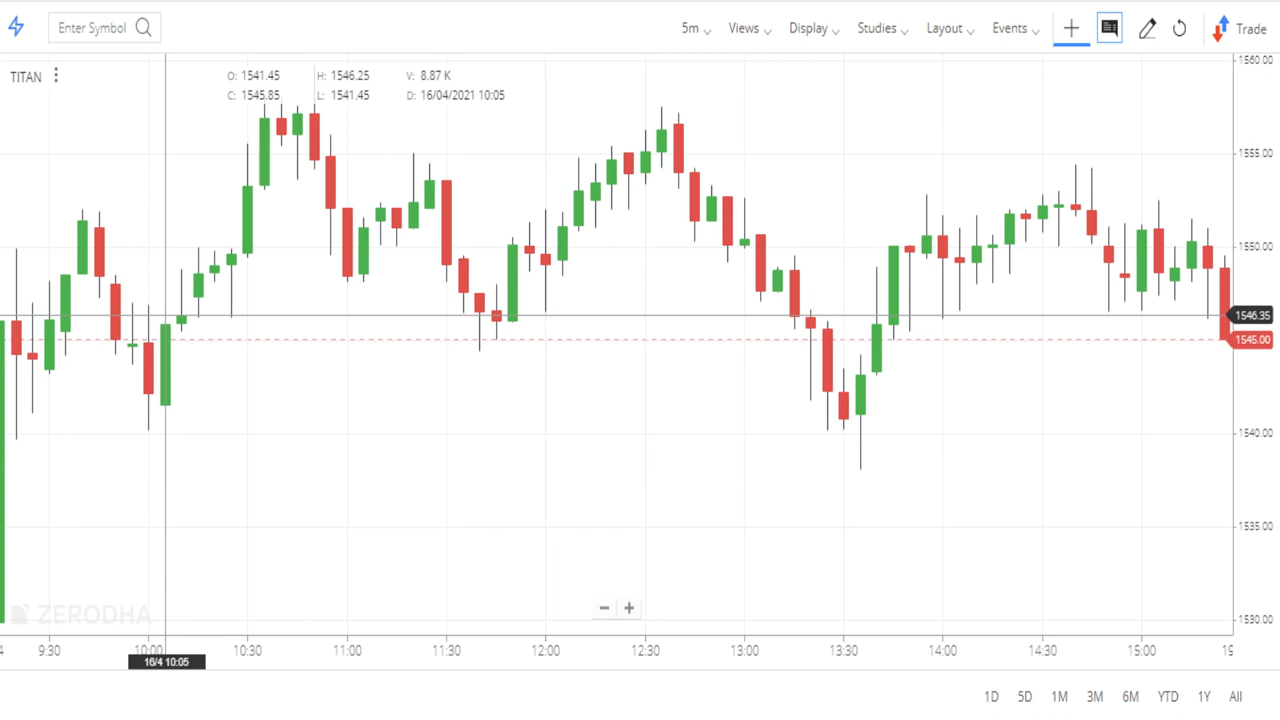 Enter Symbol 5m Views Display Studies Layout Events Trade
TITAN O: 1541.45 H: 1546.25 V: 8.87 K
C: 1545.85 L: 1541.45 D: 16/04/2021 10:05
1560.00
1555.00
1550.00
1546.35
1545.00
1540.00
1535.00
1530.00
ZERODHA
9:30 10:00 10:30 11:00 11:30 12:00 12:30 13:00 13:30 14:00 14:30 15:00
16/4 10:05
1D 5D 1M 3M 6M YTD 1Y All